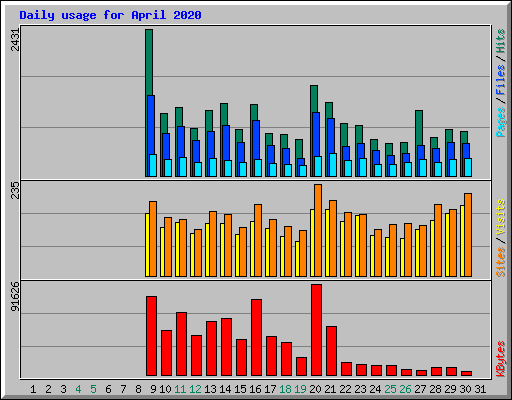 Daily usage for April 2020
2431
Pages / Files / Hits
235
Sites / Visits
91626
KBytes
1 2 3 4 5 6 7 8 9 10 11 12 13 14 15 16 17 18 19 20 21 22 23 24 25 26 27 28 29 30 31